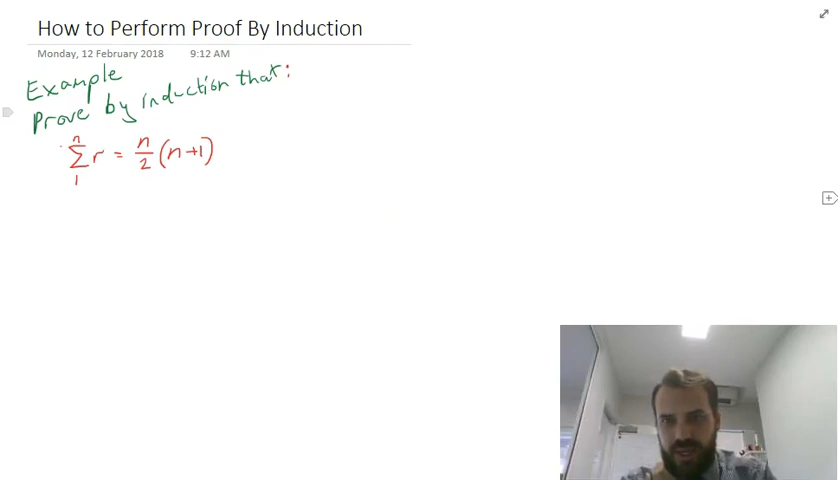 How to Perform Proof By Induction
Monday, 12 February 2018 9:12 AM
Example
Prove by induction that:
n
∑ r = n/2 (n+1)
1